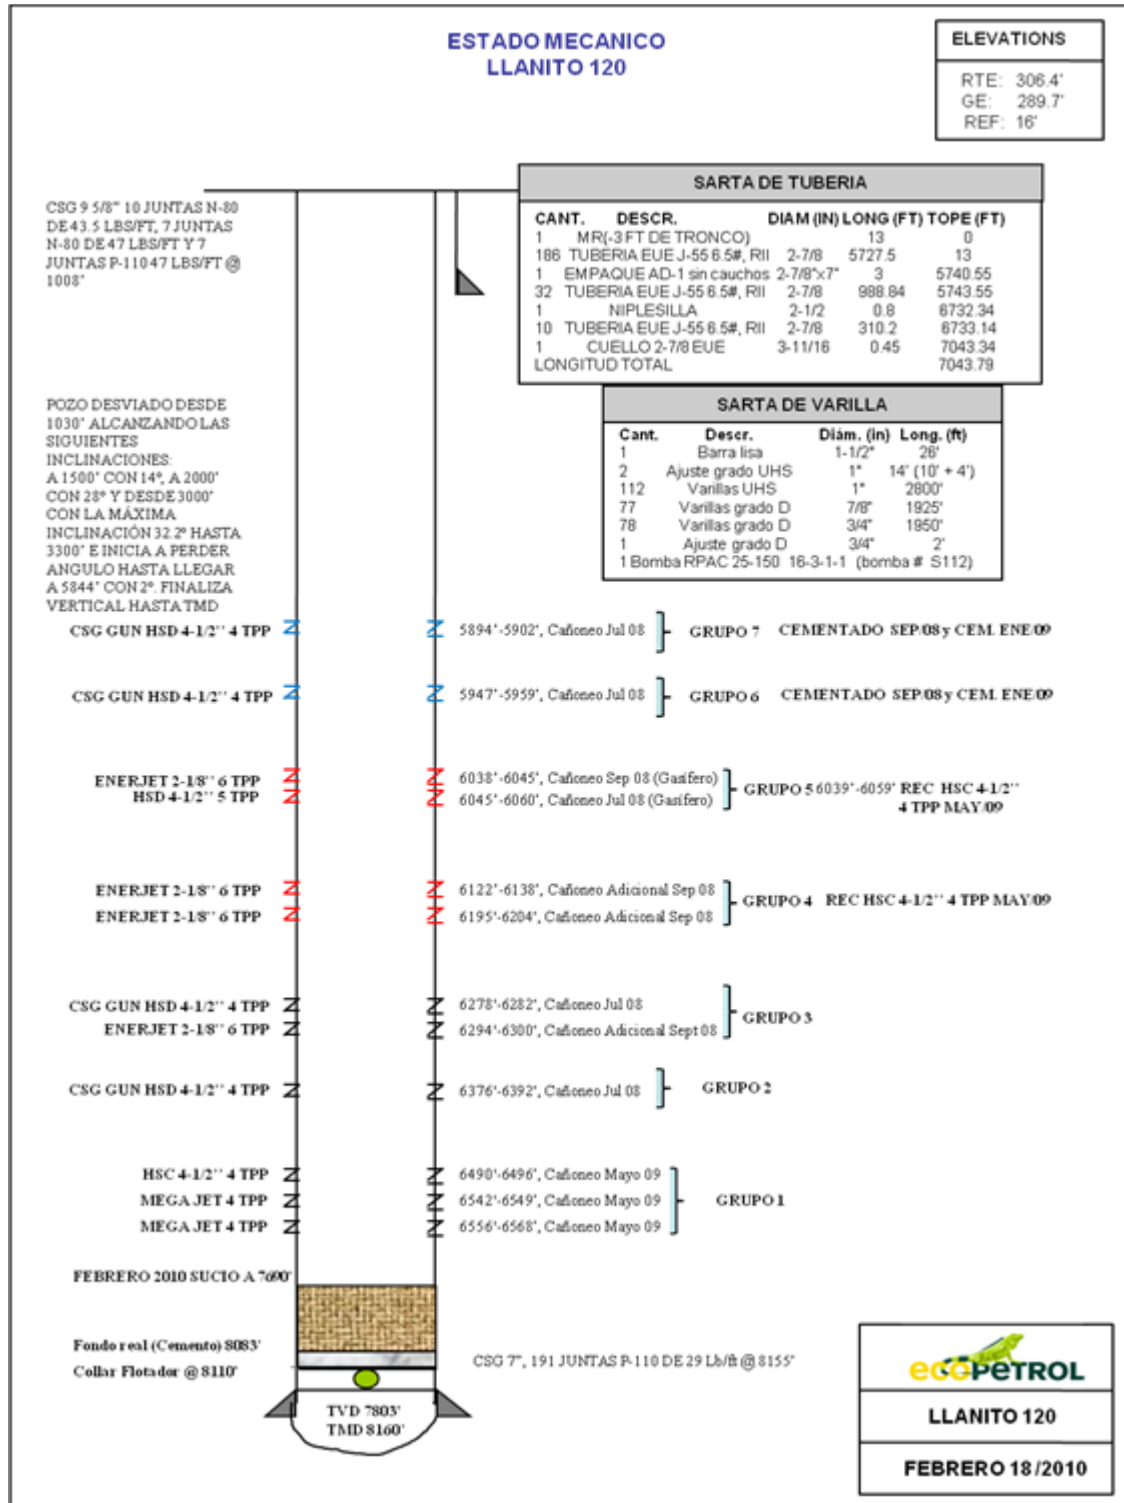 ESTADO MECANICO
LLANITO 120
ELEVATIONS
RTE: 306.4'
GE: 289.7'
REF: 16'
CSG 9 5/8" 10 JUNTAS N-80
DE 43.5 LBS/FT, 7 JUNTAS
N-80 DE 47 LBS/FT Y 7
JUNTAS P-110 47 LBS/FT @
1008'
SARTA DE TUBERIA
CANT. DESCR. DIAM (IN) LONG (FT) TOPE (FT)
1 MR(-3 FT DE TRONCO) 13 0
186 TUBERIA EUE J-55 6.5#, RII 2-7/8 5727.5 13
1 EMPAQUE AD-1 sin cauchos 2-7/8"x7" 3 5740.55
32 TUBERIA EUE J-55 6.5#, RII 2-7/8 988.84 5743.55
1 NIPLESILLA 2-1/2 0.8 6732.34
10 TUBERIA EUE J-55 6.5#, RII 2-7/8 310.2 6733.14
1 CUELLO 2-7/8 EUE 3-11/16 0.45 7043.34
LONGITUD TOTAL 7043.79
SARTA DE VARILLA
Cant. Descr. Diám. (in) Long. (ft)
1 Barra lisa 1-1/2" 26'
2 Ajuste grado UHS 1" 14' (10' + 4')
112 Varillas UHS 1" 2800'
77 Varillas grado D 7/8" 1925'
78 Varillas grado D 3/4" 1950'
1 Ajuste grado D 3/4" 2'
1 Bomba RPAC 25-150 16-3-1-1 (bomba # S112)
POZO DESVIADO DESDE
1030' ALCANZANDO LAS
SIGUIENTES
INCLINACIONES:
A 1500' CON 14º, A 2000'
CON 28º Y DESDE 3000'
CON LA MÁXIMA
INCLINACIÓN 32.2º HASTA
3300' E INICIA A PERDER
ANGULO HASTA LLEGAR
A 5844' CON 2º. FINALIZA
VERTICAL HASTA TMD
CSG GUN HSD 4-1/2'' 4 TPP 5894'-5902', Cañoneo Jul 08 GRUPO 7 CEMENTADO SEP/08 y CEM. ENE/09
CSG GUN HSD 4-1/2'' 4 TPP 5947'-5959', Cañoneo Jul 08 GRUPO 6 CEMENTADO SEP/08 y CEM. ENE/09
ENERJET 2-1/8'' 6 TPP 6038'-6045', Cañoneo Sep 08 (Gasífero)
HSD 4-1/2'' 5 TPP 6045'-6060', Cañoneo Jul 08 (Gasífero)
GRUPO 5 6039'-6059' REC HSC 4-1/2''
4 TPP MAY/09
ENERJET 2-1/8'' 6 TPP 6122'-6138', Cañoneo Adicional Sep 08
GRUPO 4 REC HSC 4-1/2'' 4 TPP MAY/09
ENERJET 2-1/8'' 6 TPP 6195'-6204', Cañoneo Adicional Sep 08
CSG GUN HSD 4-1/2'' 4 TPP 6278'-6282', Cañoneo Jul 08
GRUPO 3
ENERJET 2-1/8'' 6 TPP 6294'-6300', Cañoneo Adicional Sept 08
CSG GUN HSD 4-1/2'' 4 TPP 6376'-6392', Cañoneo Jul 08 GRUPO 2
HSC 4-1/2'' 4 TPP 6490'-6496', Cañoneo Mayo 09
MEGA JET 4 TPP 6542'-6549', Cañoneo Mayo 09 GRUPO 1
MEGA JET 4 TPP 6556'-6568', Cañoneo Mayo 09
FEBRERO 2010 SUCIO A 7690'
Fondo real (Cemento) 8083'
Collar Flotador @ 8110'
CSG 7", 191 JUNTAS P-110 DE 29 Lb/ft @ 8155'
TVD 7803'
TMD 8160'
ecoPETROL
LLANITO 120
FEBRERO 18 /2010